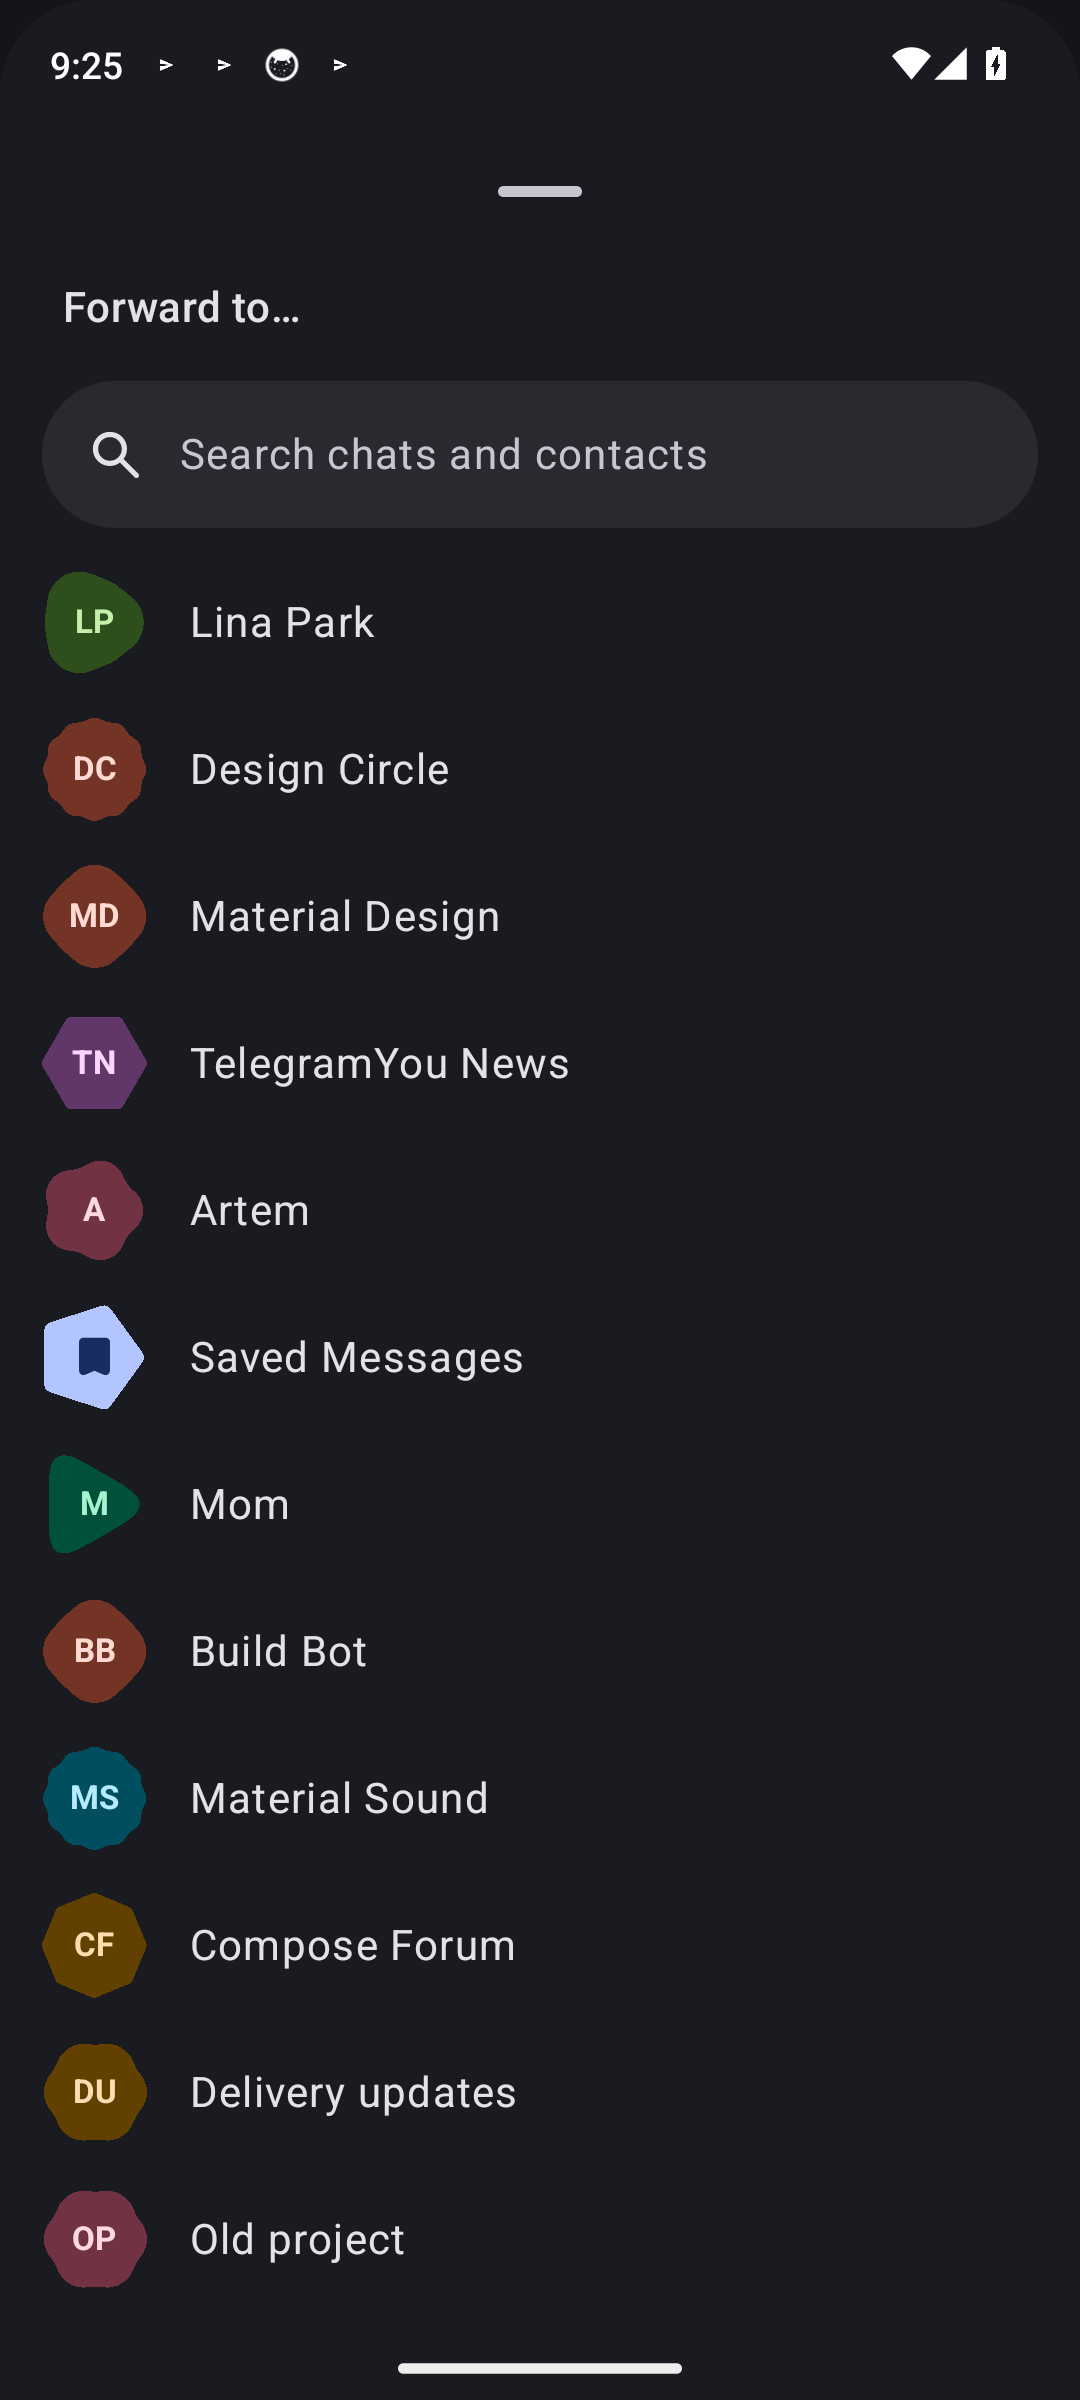 9:25
Forward to...
Search chats and contacts
LP Lina Park
DC Design Circle
MD Material Design
TN TelegramYou News
A Artem
Saved Messages
M Mom
BB Build Bot
MS Material Sound
CF Compose Forum
DU Delivery updates
OP Old project